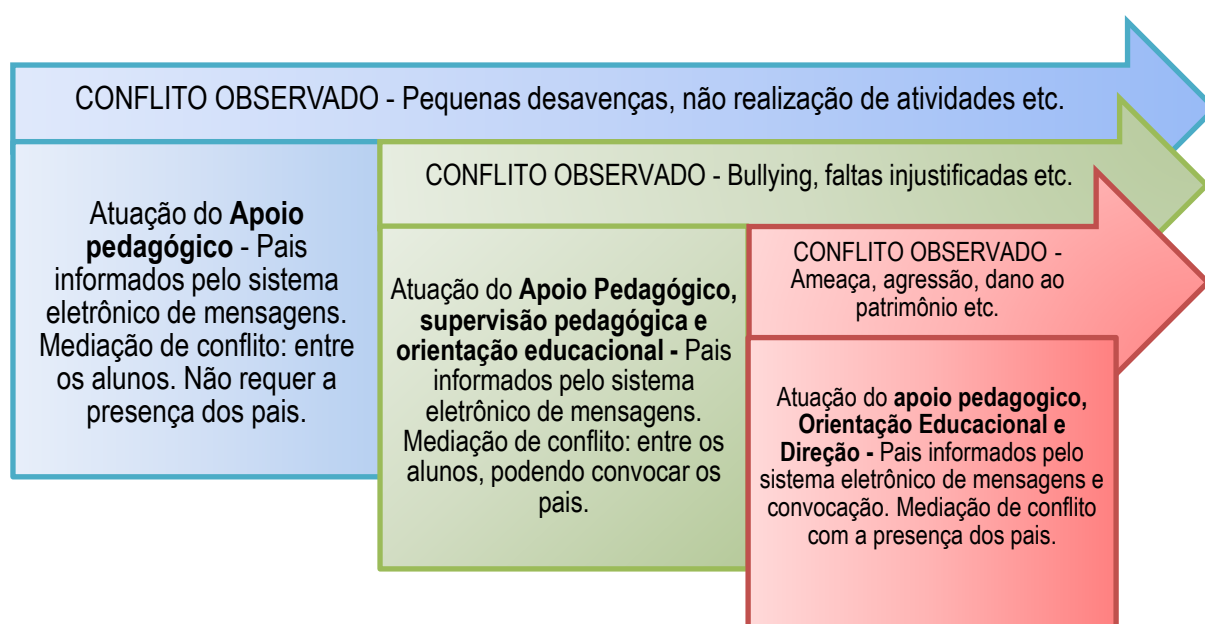 CONFLITO OBSERVADO - Pequenas desavenças, não realização de atividades etc.
Atuação do Apoio
pedagógico - Pais
informados pelo sistema
eletrônico de mensagens.
Mediação de conflito: entre
os alunos. Não requer a
presença dos pais.
CONFLITO OBSERVADO - Bullying, faltas injustificadas etc.
Atuação do Apoio Pedagógico,
supervisão pedagógica e
orientação educacional - Pais
informados pelo sistema
eletrônico de mensagens.
Mediação de conflito: entre os
alunos, podendo convocar os
pais.
CONFLITO OBSERVADO -
Ameaça, agressão, dano ao
patrimônio etc.
Atuação do apoio pedagogico,
Orientação Educacional e
Direção - Pais informados pelo
sistema eletrônico de mensagens e
convocação. Mediação de conflito
com a presença dos pais.